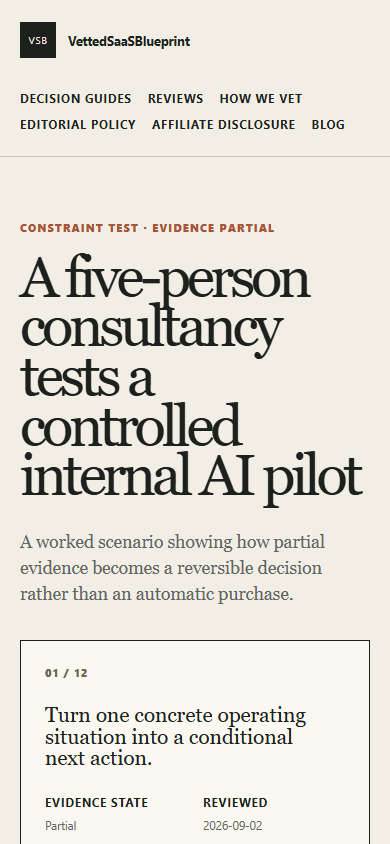 VSB
VettedSaaSBlueprint
DECISION GUIDES REVIEWS HOW WE VET
EDITORIAL POLICY AFFILIATE DISCLOSURE BLOG
CONSTRAINT TEST · EVIDENCE PARTIAL
A five-person
consultancy
tests a
controlled
internal AI pilot
A worked scenario showing how partial
evidence becomes a reversible decision
rather than an automatic purchase.
01 / 12
Turn one concrete operating
situation into a conditional
next action.
EVIDENCE STATE REVIEWED
Partial 2026-09-02